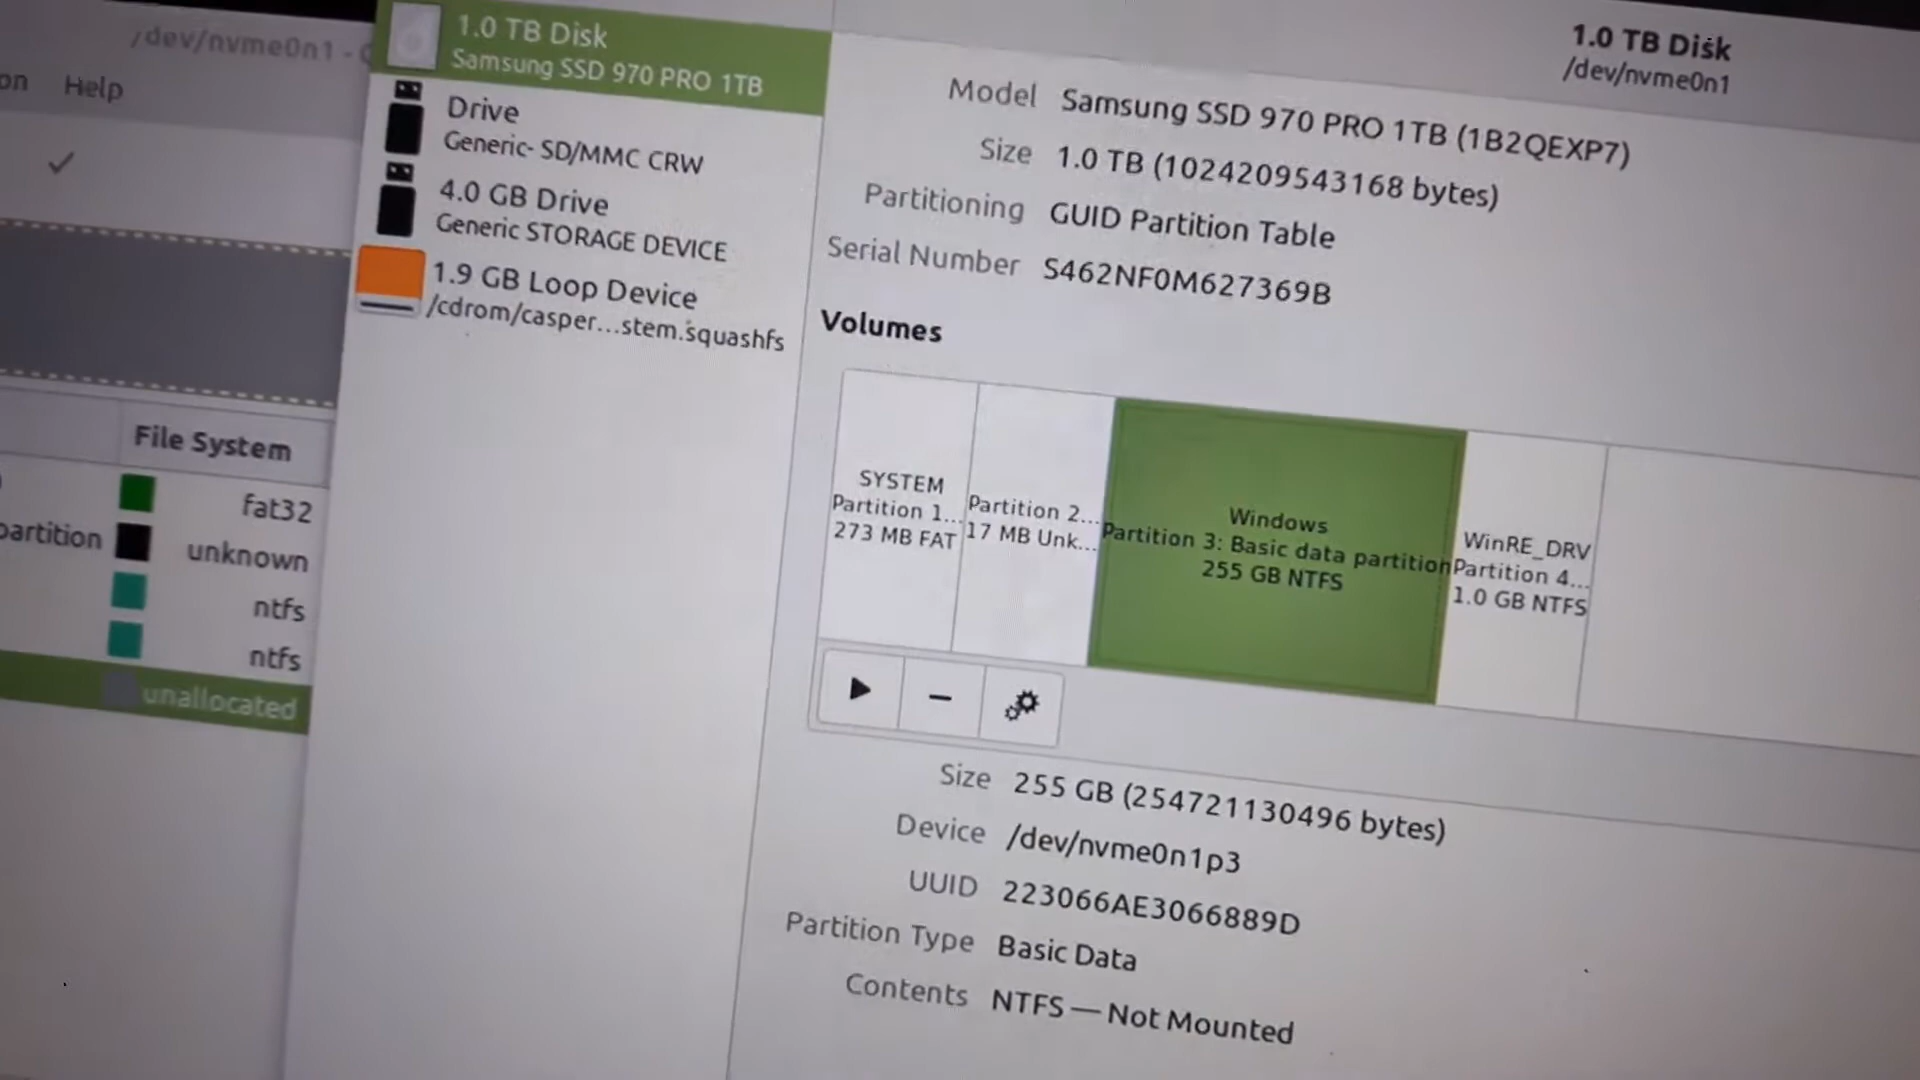 /dev/nvme0n1 -
on Help
File System
fat32
partition unknown
ntfs
ntfs
unallocated
1.0 TB Disk
Samsung SSD 970 PRO 1TB
Drive
Generic- SD/MMC CRW
4.0 GB Drive
Generic STORAGE DEVICE
1.9 GB Loop Device
/cdrom/casper...stem.squashfs
1.0 TB Disk
/dev/nvme0n1
Model Samsung SSD 970 PRO 1TB (1B2QEXP7)
Size 1.0 TB (1024209543168 bytes)
Partitioning GUID Partition Table
Serial Number S462NF0M627369B
Volumes
SYSTEM
Partition 1...
273 MB FAT
Partition 2...
17 MB Unk...
Windows
Partition 3: Basic data partition
255 GB NTFS
WinRE_DRV
Partition 4...
1.0 GB NTFS
Size 255 GB (254721130496 bytes)
Device /dev/nvme0n1p3
UUID 223066AE3066889D
Partition Type Basic Data
Contents NTFS — Not Mounted